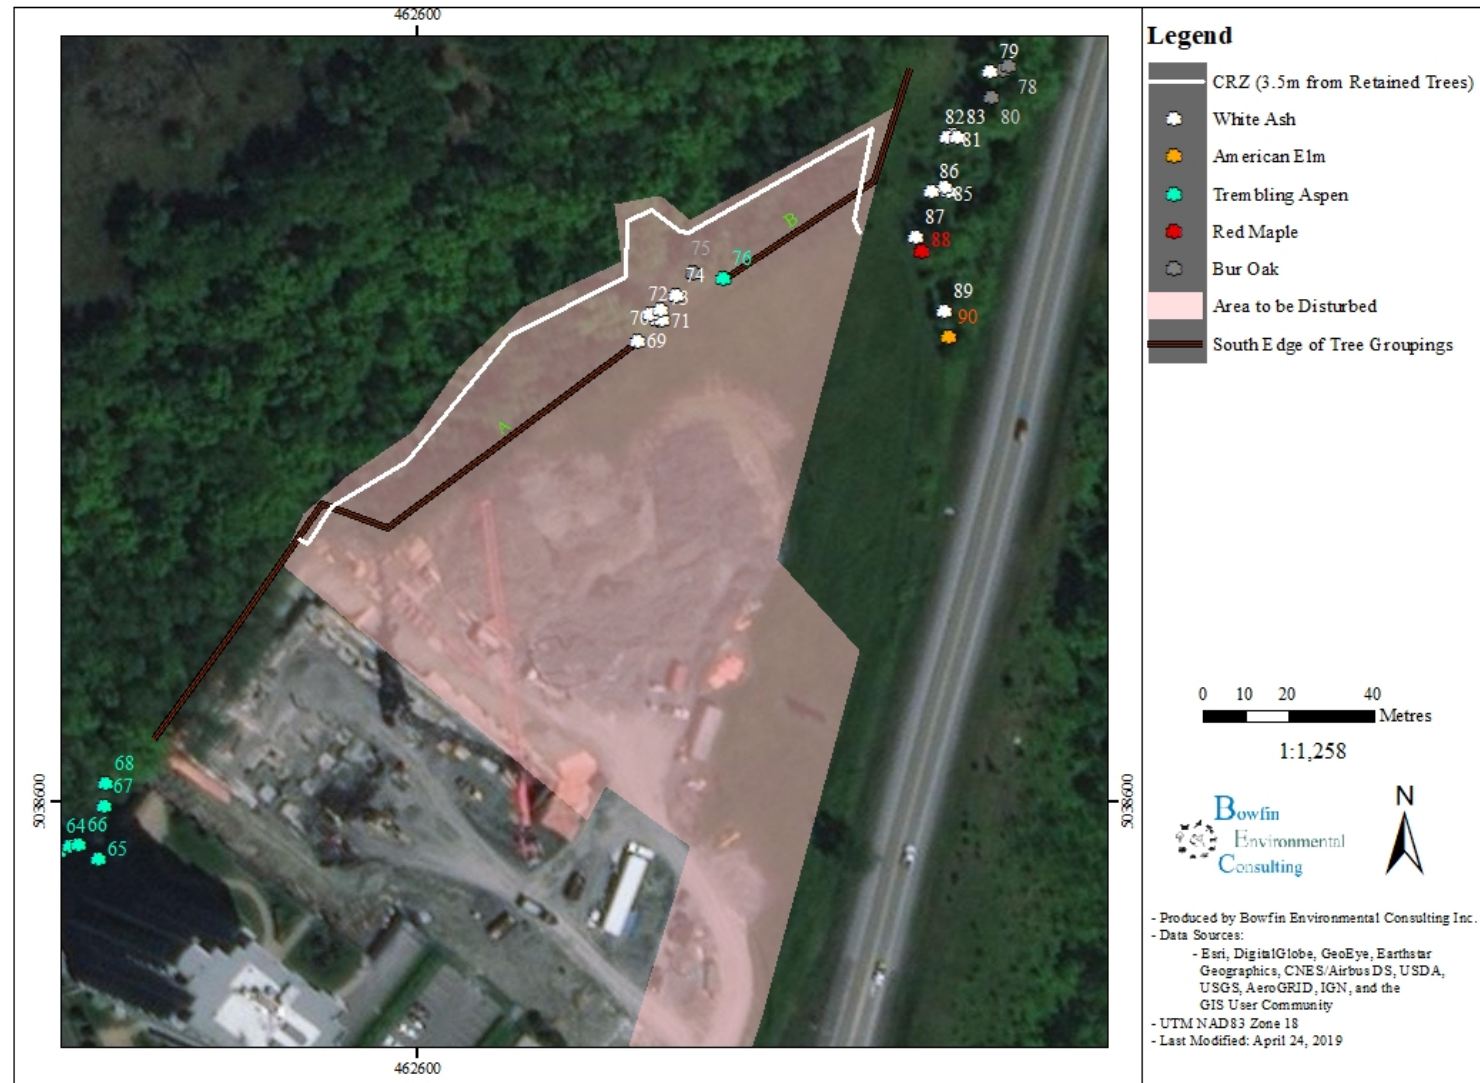 462600
79
78
80
82 83
81
86
85
87
88
89
90
B
75
76
74
72
70
71
69
A
68
67
64 66
65
5038600
5038600
462600
Legend
CRZ (3.5m from Retained Trees)
White Ash
American Elm
Trembling Aspen
Red Maple
Bur Oak
Area to be Disturbed
South Edge of Tree Groupings
0 10 20 40
Metres
1:1,258
Bowfin
Environmental
Consulting
N
- Produced by Bowfin Environmental Consulting Inc.
- Data Sources:
- Esri, DigitalGlobe, GeoEye, Earthstar
Geographics, CNES/Airbus DS, USDA,
USGS, AeroGRID, IGN, and the
GIS User Community
- UTM NAD83 Zone 18
- Last Modified: April 24, 2019